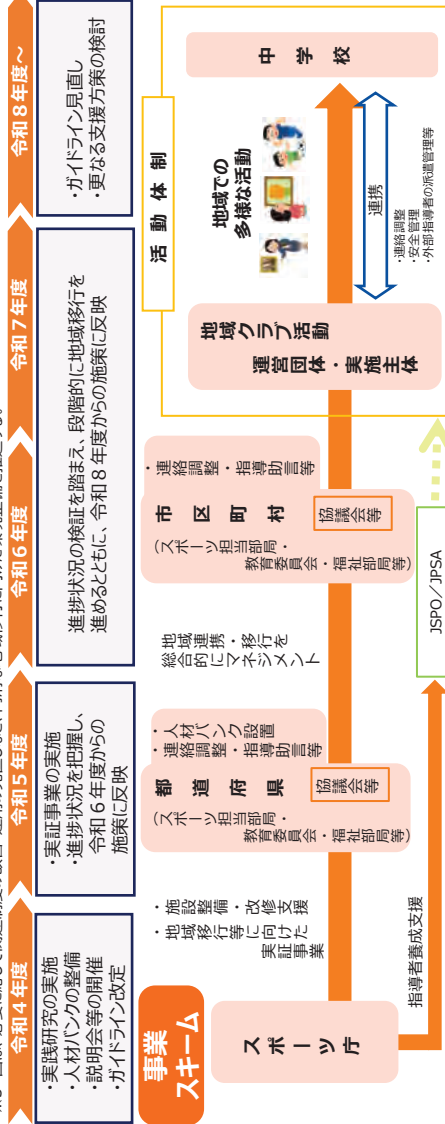 令和4年度
令和5年度
令和6年度
令和7年度
令和8年度～
・実践研究の実施
・人材バンクの整備
・説明会等の開催
・ガイドライン改定
・実証事業の実施
・進捗状況を把握し、
令和6年度からの
施策に反映
進捗状況の検証を踏まえ、段階的に地域移行を
進めるとともに、令和8年度からの施策に反映
・ガイドライン見直し
・更なる支援方策の検討
事業
スキーム
スポーツ庁
・施設整備・改修支援
・地域移行等に向けた
実証事業
・人材バンク設置
・連絡調整・指導助言等
都道府県
（スポーツ担当部局・
教育委員会・福祉部局等）
協議会等
地域連携・移行を
総合的にマネジメント
・連絡調整・指導助言等
市区町村
（スポーツ担当部局・
教育委員会・福祉部局等）
協議会等
活動体制
地域クラブ活動
運営団体・実施主体
地域での
多様な活動
中学校
連携
・連絡調整
・安全管理
・外部指導者の派遣管理等
指導者養成支援
JSPO／JPSA